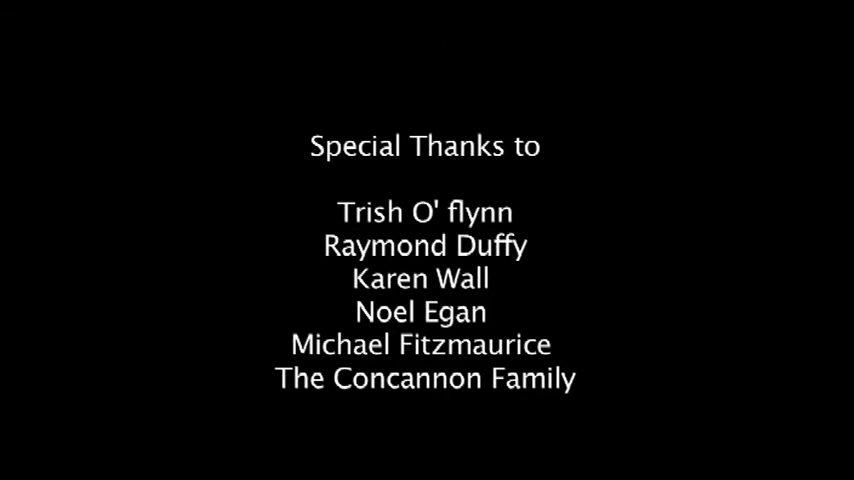 Special Thanks to
Trish O' flynn
Raymond Duffy
Karen Wall
Noel Egan
Michael Fitzmaurice
The Concannon Family